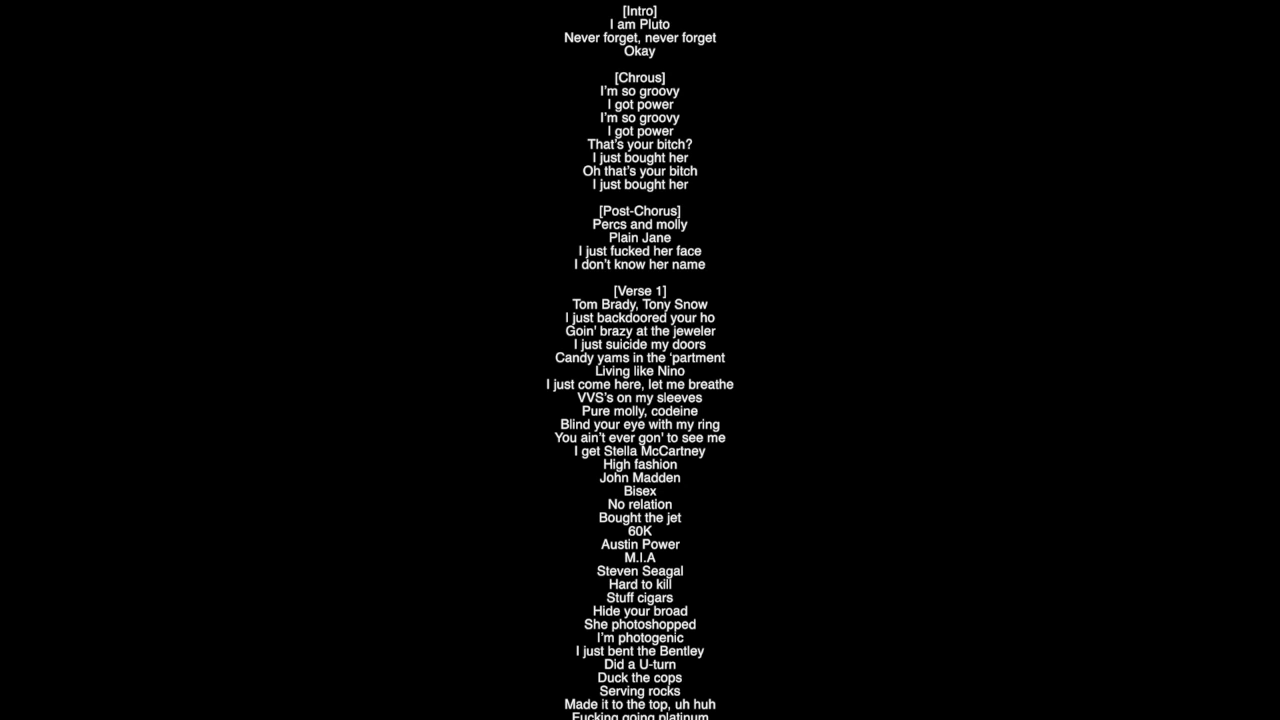 [Intro]
I am Pluto
Never forget, never forget
Okay
[Chrous]
I'm so groovy
I got power
I'm so groovy
I got power
That's your bitch?
I just bought her
Oh that's your bitch
I just bought her
[Post-Chorus]
Percs and molly
Plain Jane
I just fucked her face
I don't know her name
[Verse 1]
Tom Brady, Tony Snow
I just backdoored your ho
Goin' brazy at the jeweler
I just suicide my doors
Candy yams in the 'partment
Living like Nino
I just come here, let me breathe
VVS's on my sleeves
Pure molly, codeine
Blind your eye with my ring
You ain't ever gon' to see me
I get Stella McCartney
High fashion
John Madden
Bisex
No relation
Bought the jet
60K
Austin Power
M.I.A
Steven Seagal
Hard to kill
Stuff cigars
Hide your broad
She photoshopped
I'm photogenic
I just bent the Bentley
Did a U-turn
Duck the cops
Serving rocks
Made it to the top, uh huh
Fucking going platinum